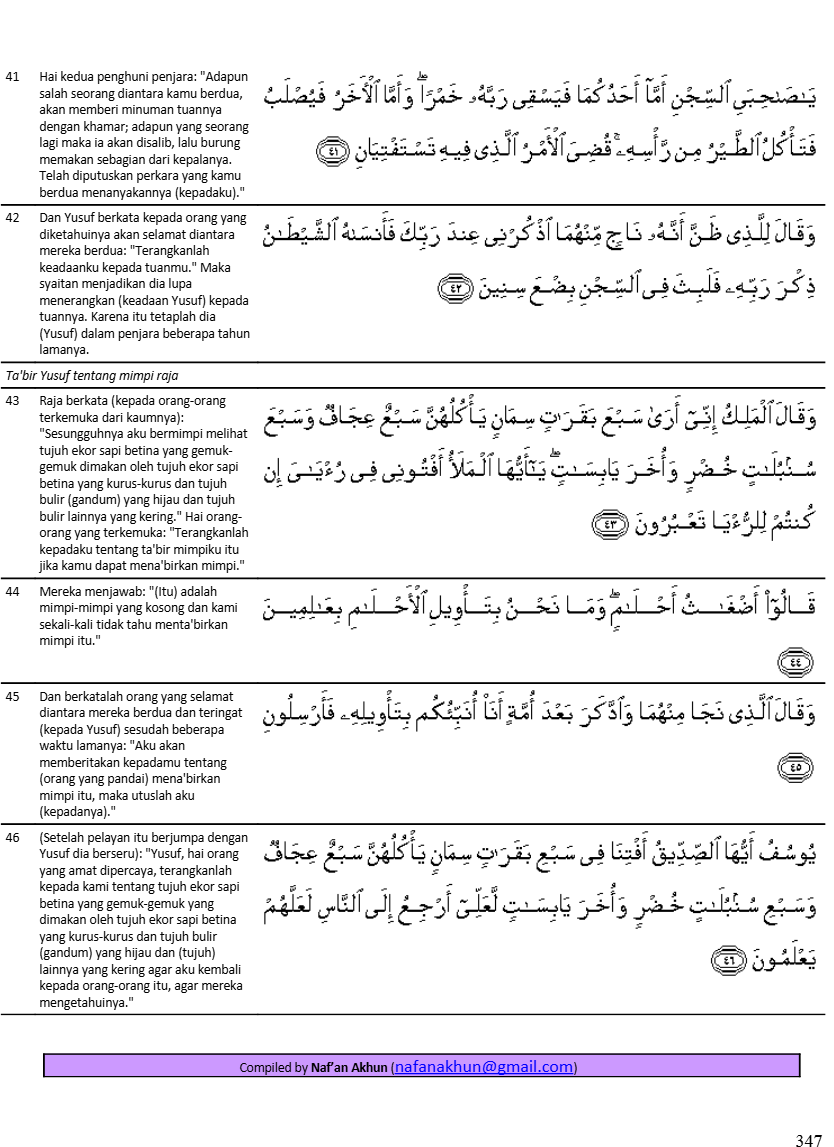 41 Hai kedua penghuni penjara: "Adapun
salah seorang diantara kamu berdua,
akan memberi minuman tuannya
dengan khamar; adapun yang seorang
lagi maka ia akan disalib, lalu burung
memakan sebagian dari kepalanya.
Telah diputuskan perkara yang kamu
berdua menanyakannya (kepadaku)."
يَـٰصَـٰحِبَىِ ٱلسِّجْنِ أَمَّآ أَحَدُكُمَا فَيَسْقِى رَبَّهُۥ خَمْرًا ۖ وَأَمَّا ٱلْـَٔاخَرُ فَيُصْلَبُ
فَتَأْكُلُ ٱلطَّيْرُ مِن رَّأْسِهِۦ ۚ قُضِىَ ٱلْأَمْرُ ٱلَّذِى فِيهِ تَسْتَفْتِيَانِ ٤١
42 Dan Yusuf berkata kepada orang yang
diketahuinya akan selamat diantara
mereka berdua: "Terangkanlah
keadaanku kepada tuanmu." Maka
syaitan menjadikan dia lupa
menerangkan (keadaan Yusuf) kepada
tuannya. Karena itu tetaplah dia
(Yusuf) dalam penjara beberapa tahun
lamanya.
وَقَالَ لِلَّذِى ظَنَّ أَنَّهُۥ نَاجٍ مِّنْهُمَا ٱذْكُرْنِى عِندَ رَبِّكَ فَأَنسَىٰهُ ٱلشَّيْطَـٰنُ
ذِكْرَ رَبِّهِۦ فَلَبِثَ فِى ٱلسِّجْنِ بِضْعَ سِنِينَ ٤٢
Ta'bir Yusuf tentang mimpi raja
43 Raja berkata (kepada orang-orang
terkemuka dari kaumnya):
"Sesungguhnya aku bermimpi melihat
tujuh ekor sapi betina yang gemuk-
gemuk dimakan oleh tujuh ekor sapi
betina yang kurus-kurus dan tujuh
bulir (gandum) yang hijau dan tujuh
bulir lainnya yang kering." Hai orang-
orang yang terkemuka: "Terangkanlah
kepadaku tentang ta'bir mimpiku itu
jika kamu dapat mena'birkan mimpi."
وَقَالَ ٱلْمَلِكُ إِنِّىٓ أَرَىٰ سَبْعَ بَقَرَٰتٍ سِمَانٍ يَأْكُلُهُنَّ سَبْعٌ عِجَافٌ وَسَبْعَ
سُنۢبُلَـٰتٍ خُضْرٍ وَأُخَرَ يَابِسَـٰتٍ ۖ يَـٰٓأَيُّهَا ٱلْمَلَأُ أَفْتُونِى فِى رُءْيَـٰىَ إِن
كُنتُمْ لِلرُّءْيَا تَعْبُرُونَ ٤٣
44 Mereka menjawab: "(Itu) adalah
mimpi-mimpi yang kosong dan kami
sekali-kali tidak tahu menta'birkan
mimpi itu."
قَالُوٓا۟ أَضْغَـٰثُ أَحْلَـٰمٍ ۖ وَمَا نَحْنُ بِتَأْوِيلِ ٱلْأَحْلَـٰمِ بِعَـٰلِمِينَ
٤٤
45 Dan berkatalah orang yang selamat
diantara mereka berdua dan teringat
(kepada Yusuf) sesudah beberapa
waktu lamanya: "Aku akan
memberitakan kepadamu tentang
(orang yang pandai) mena'birkan
mimpi itu, maka utuslah aku
(kepadanya)."
وَقَالَ ٱلَّذِى نَجَا مِنْهُمَا وَٱدَّكَرَ بَعْدَ أُمَّةٍ أَنَا۠ أُنَبِّئُكُم بِتَأْوِيلِهِۦ فَأَرْسِلُونِ
٤٥
46 (Setelah pelayan itu berjumpa dengan
Yusuf dia berseru): "Yusuf, hai orang
yang amat dipercaya, terangkanlah
kepada kami tentang tujuh ekor sapi
betina yang gemuk-gemuk yang
dimakan oleh tujuh ekor sapi betina
yang kurus-kurus dan tujuh bulir
(gandum) yang hijau dan (tujuh)
lainnya yang kering agar aku kembali
kepada orang-orang itu, agar mereka
mengetahuinya."
يُوسُفُ أَيُّهَا ٱلصِّدِّيقُ أَفْتِنَا فِى سَبْعِ بَقَرَٰتٍ سِمَانٍ يَأْكُلُهُنَّ سَبْعٌ عِجَافٌ
وَسَبْعِ سُنۢبُلَـٰتٍ خُضْرٍ وَأُخَرَ يَابِسَـٰتٍ لَّعَلِّىٓ أَرْجِعُ إِلَى ٱلنَّاسِ لَعَلَّهُمْ
يَعْلَمُونَ ٤٦
Compiled by Naf'an Akhun (nafanakhun@gmail.com)
347